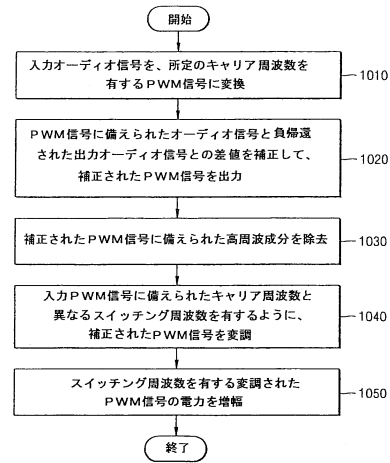 開始
入力オーディオ信号を、所定のキャリア周波数を
有するPWM信号に変換
1010
PWM信号に備えられたオーディオ信号と負帰還
された出力オーディオ信号との差値を補正して、
補正されたPWM信号を出力
1020
補正されたPWM信号に備えられた高周波成分を除去
1030
入力PWM信号に備えられたキャリア周波数と
異なるスイッチング周波数を有するように、
補正されたPWM信号を変調
1040
スイッチング周波数を有する変調された
PWM信号の電力を増幅
1050
終了